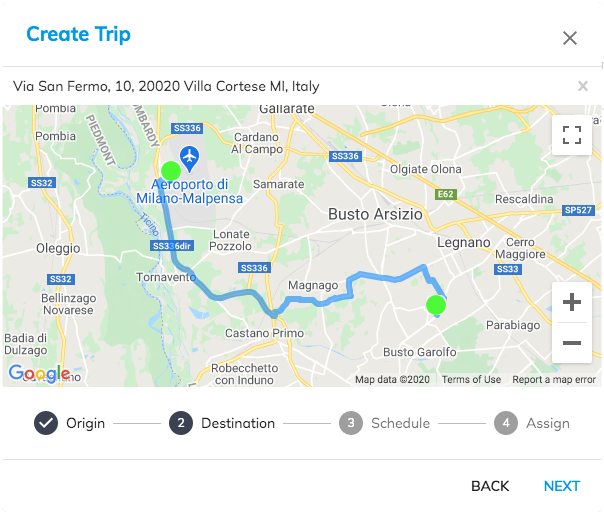 Create Trip
Via San Fermo, 10, 20020 Villa Cortese MI, Italy
Pombia
Pombia
PIEDMONT
SS336
Gallarate
Cardano
Al Campo
SS336
Olgiate Olona
SS32
Aeroporto di
Milano-Malpensa
Samarate
E62
Rescaldina
Busto Arsizio
SP527
Ticino
Lonate
Pozzolo
Legnano
Oleggio
SS336dir
Cerro
Maggiore
SS32
Tornavento
SS336
SS33
Magnago
Bellinzago
Novarese
Castano Primo
Parabiago
Badia di
Dulzago
Busto Garolfo
Robecchetto
con Induno
Google
Map data ©2020
Terms of Use
Report a map error
Origin
2
Destination
3
Schedule
4
Assign
BACK
NEXT